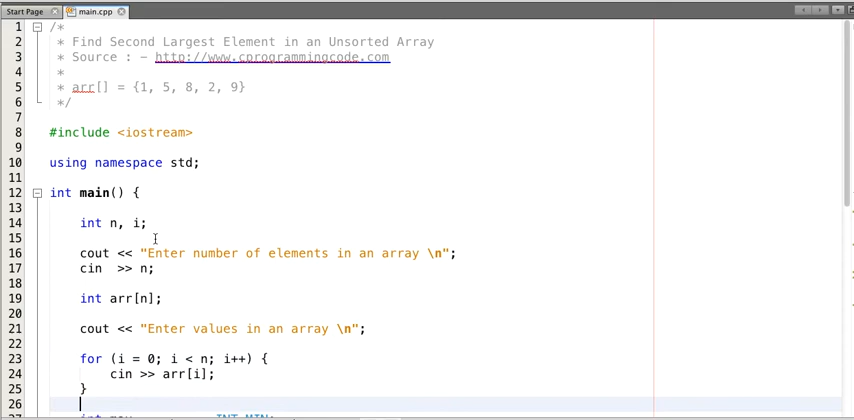 Start Page
main.cpp
1 /*
2 * Find Second Largest Element in an Unsorted Array
3 * Source : - http://www.cprogrammingcode.com
4 *
5 * arr[] = {1, 5, 8, 2, 9}
6 */
7
8 #include <iostream>
9
10 using namespace std;
11
12 int main() {
13
14 int n, i;
15
16 cout << "Enter number of elements in an array \n";
17 cin >> n;
18
19 int arr[n];
20
21 cout << "Enter values in an array \n";
22
23 for (i = 0; i < n; i++) {
24 cin >> arr[i];
25 }
26